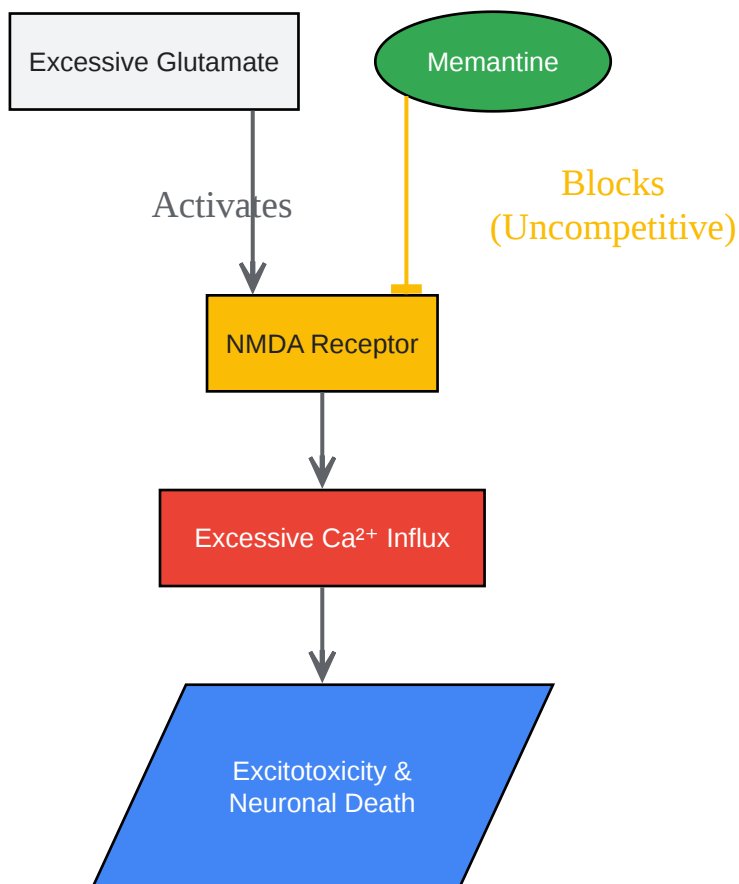 Excessive Glutamate
Memantine
Activates
Blocks
(Uncompetitive)
NMDA Receptor
Excessive Ca²⁺ Influx
Excitotoxicity &
Neuronal Death